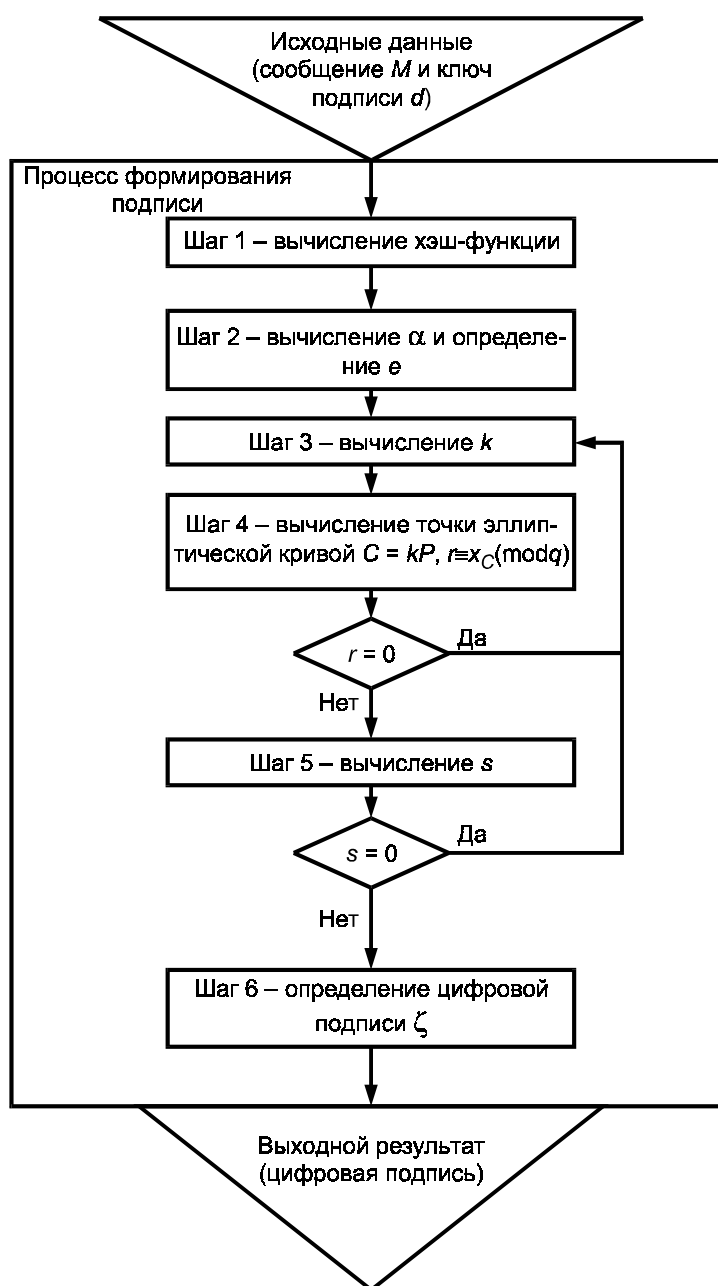 Исходные данные
(сообщение M и ключ
подписи d)
Процесс формирования
подписи
Шаг 1 – вычисление хэш-функции
Шаг 2 – вычисление α и определе-
ние e
Шаг 3 – вычисление k
Шаг 4 – вычисление точки эллип-
тической кривой C = kP, r≡x_C(modq)
r = 0
Да
Нет
Шаг 5 – вычисление s
s = 0
Да
Нет
Шаг 6 – определение цифровой
подписи ζ
Выходной результат
(цифровая подпись)